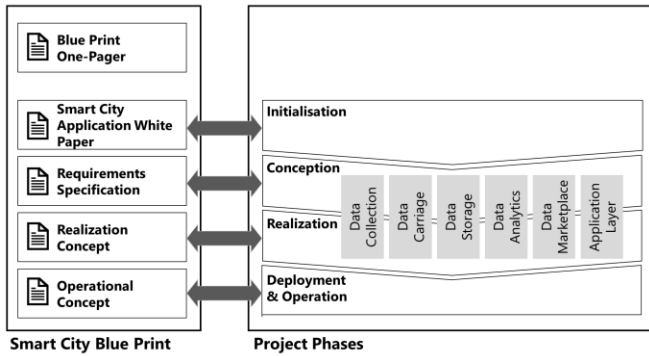 Blue Print
One-Pager
Smart City
Application White
Paper
Requirements
Specification
Realization
Concept
Operational
Concept
Smart City Blue Print
Initialisation
Conception
Realization
Deployment
& Operation
Data
Collection
Data
Carriage
Data
Storage
Data
Analytics
Data
Marketplace
Application
Layer
Project Phases